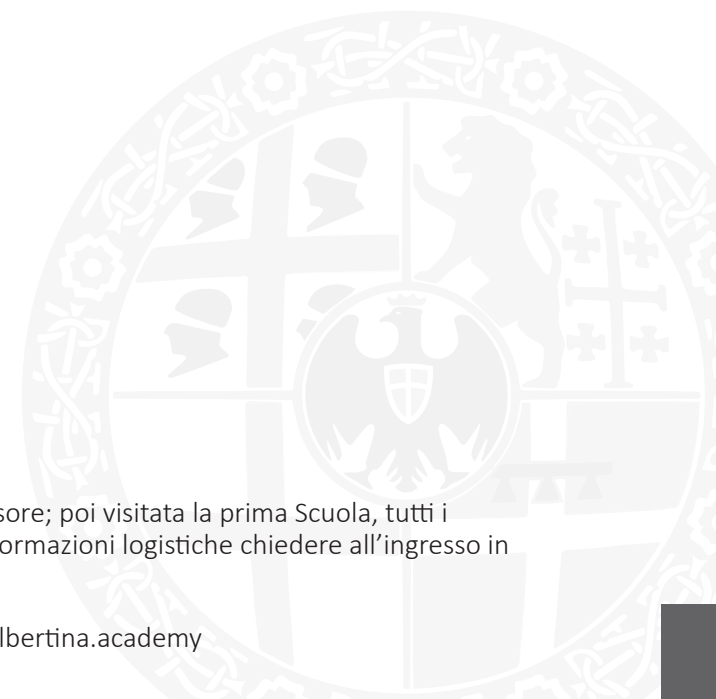 sore; poi visitata la prima Scuola, tutti i
ormazioni logistiche chiedere all'ingresso in
lbertina.academy